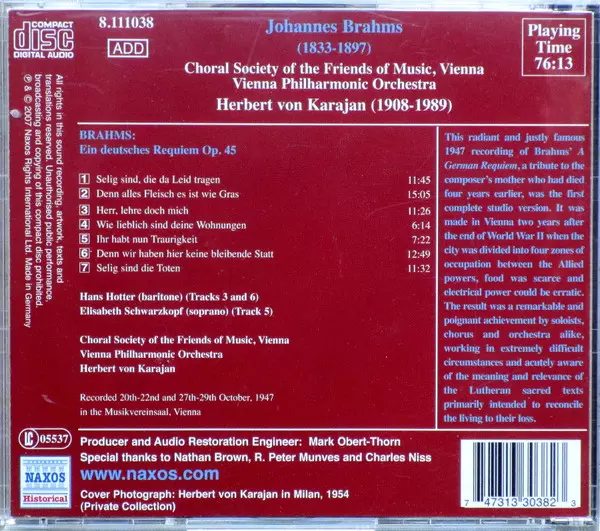 COMPACT
disc
DIGITAL AUDIO
8.111038
ADD
Johannes Brahms
(1833-1897)
Choral Society of the Friends of Music, Vienna
Vienna Philharmonic Orchestra
Herbert von Karajan (1908-1989)
Playing
Time
76:13
All rights in this sound recording, artwork, texts and
translations reserved. Unauthorised public performance,
broadcasting and copying of this compact disc prohibited.
℗ & © 2007 Naxos Rights International Ltd. Made in Germany
BRAHMS:
Ein deutsches Requiem Op. 45
1 Selig sind, die da Leid tragen 11:45
2 Denn alles Fleisch es ist wie Gras 15:05
3 Herr, lehre doch mich 11:26
4 Wie lieblich sind deine Wohnungen 6:14
5 Ihr habt nun Traurigkeit 7:22
6 Denn wir haben hier keine bleibende Statt 12:49
7 Selig sind die Toten 11:32
Hans Hotter (baritone) (Tracks 3 and 6)
Elisabeth Schwarzkopf (soprano) (Track 5)
Choral Society of the Friends of Music, Vienna
Vienna Philharmonic Orchestra
Herbert von Karajan
Recorded 20th-22nd and 27th-29th October, 1947
in the Musikvereinsaal, Vienna
This radiant and justly famous
1947 recording of Brahms' A
German Requiem, a tribute to the
composer's mother who had died
four years earlier, was the first
complete studio version. It was
made in Vienna two years after
the end of World War II when the
city was divided into four zones of
occupation between the Allied
powers, food was scarce and
electrical power could be erratic.
The result was a remarkable and
poignant achievement by soloists,
chorus and orchestra alike,
working in extremely difficult
circumstances and acutely aware
of the meaning and relevance of
the Lutheran sacred texts
primarily intended to reconcile
the living to their loss.
LC 05537
NAXOS
Historical
Producer and Audio Restoration Engineer: Mark Obert-Thorn
Special thanks to Nathan Brown, R. Peter Munves and Charles Niss
www.naxos.com
Cover Photograph: Herbert von Karajan in Milan, 1954
(Private Collection)
7 47313 30382 3